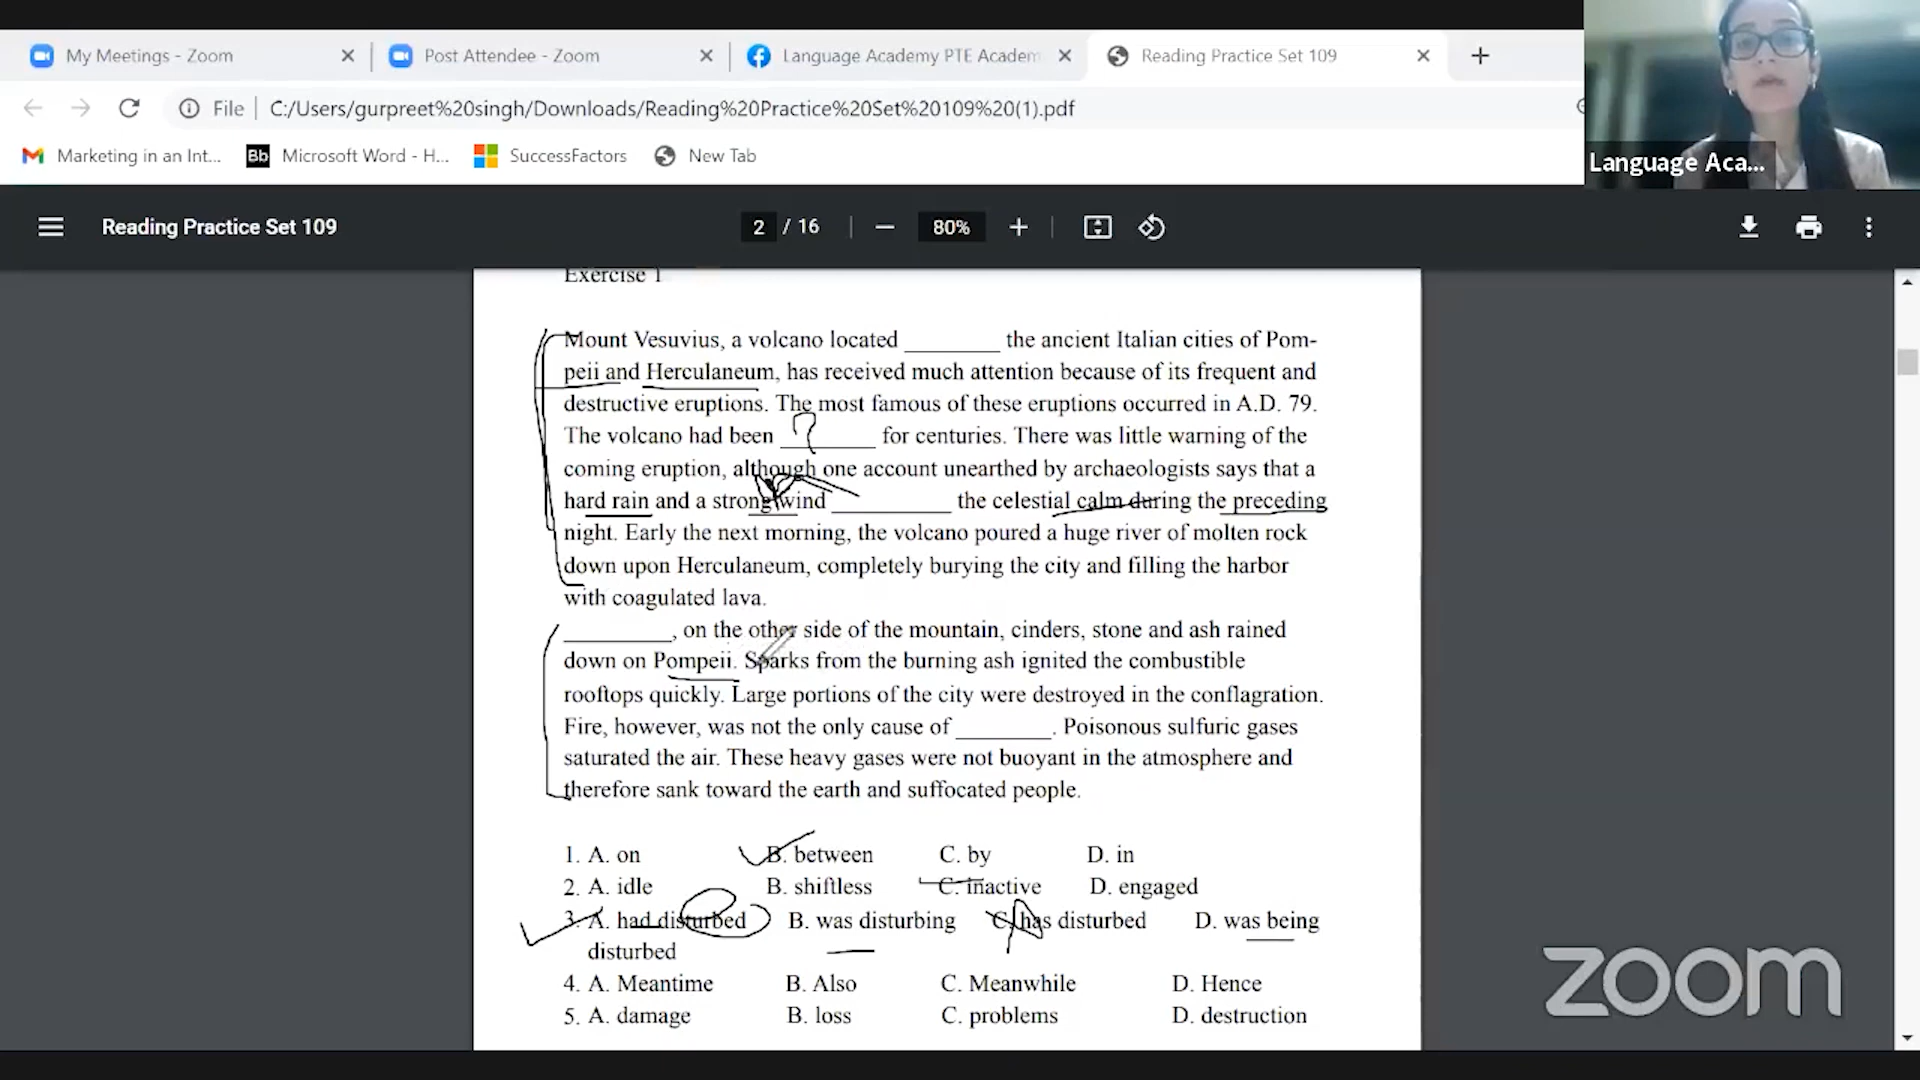 My Meetings - Zoom
Post Attendee - Zoom
Language Academy PTE Academ
Reading Practice Set 109
File
C:/Users/gurpreet%20singh/Downloads/Reading%20Practice%20Set%20109%20(1).pdf
Marketing in an Int...
Bb Microsoft Word - H...
SuccessFactors
New Tab
Language Aca...
Reading Practice Set 109
2 / 16
80%
Exercise 1
Mount Vesuvius, a volcano located ________ the ancient Italian cities of Pom-
peii and Herculaneum, has received much attention because of its frequent and
destructive eruptions. The most famous of these eruptions occurred in A.D. 79.
The volcano had been ___?_____ for centuries. There was little warning of the
coming eruption, although one account unearthed by archaeologists says that a
hard rain and a strong wind __________ the celestial calm during the preceding
night. Early the next morning, the volcano poured a huge river of molten rock
down upon Herculaneum, completely burying the city and filling the harbor
with coagulated lava.
_________, on the other side of the mountain, cinders, stone and ash rained
down on Pompeii. Sparks from the burning ash ignited the combustible
rooftops quickly. Large portions of the city were destroyed in the conflagration.
Fire, however, was not the only cause of ________. Poisonous sulfuric gases
saturated the air. These heavy gases were not buoyant in the atmosphere and
therefore sank toward the earth and suffocated people.
1. A. on B. between C. by D. in
2. A. idle B. shiftless C. inactive D. engaged
3. A. had disturbed B. was disturbing C. has disturbed D. was being
disturbed
4. A. Meantime B. Also C. Meanwhile D. Hence
5. A. damage B. loss C. problems D. destruction
zoom